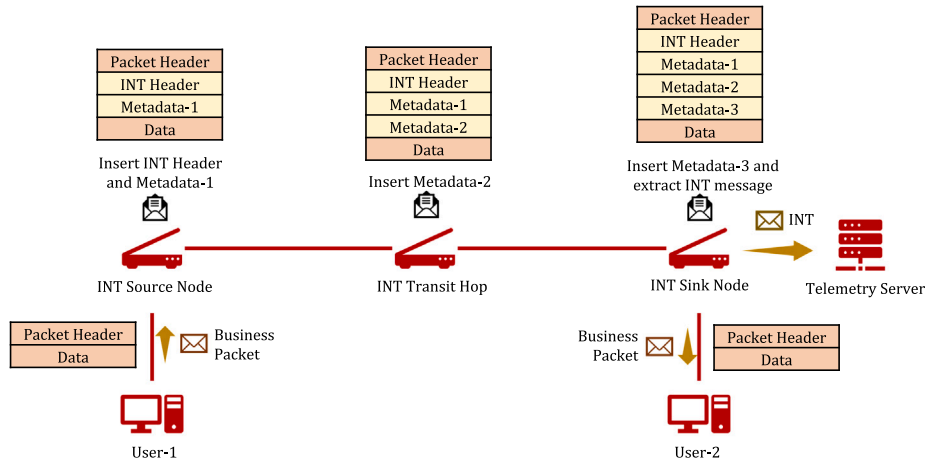 Packet Header
INT Header
Metadata-1
Data
Insert INT Header
and Metadata-1
Packet Header
INT Header
Metadata-1
Metadata-2
Data
Insert Metadata-2
Packet Header
INT Header
Metadata-1
Metadata-2
Metadata-3
Data
Insert Metadata-3 and
extract INT message
INT
INT Source Node
INT Transit Hop
INT Sink Node
Telemetry Server
Packet Header
Data
Business
Packet
Business
Packet
Packet Header
Data
User-1
User-2